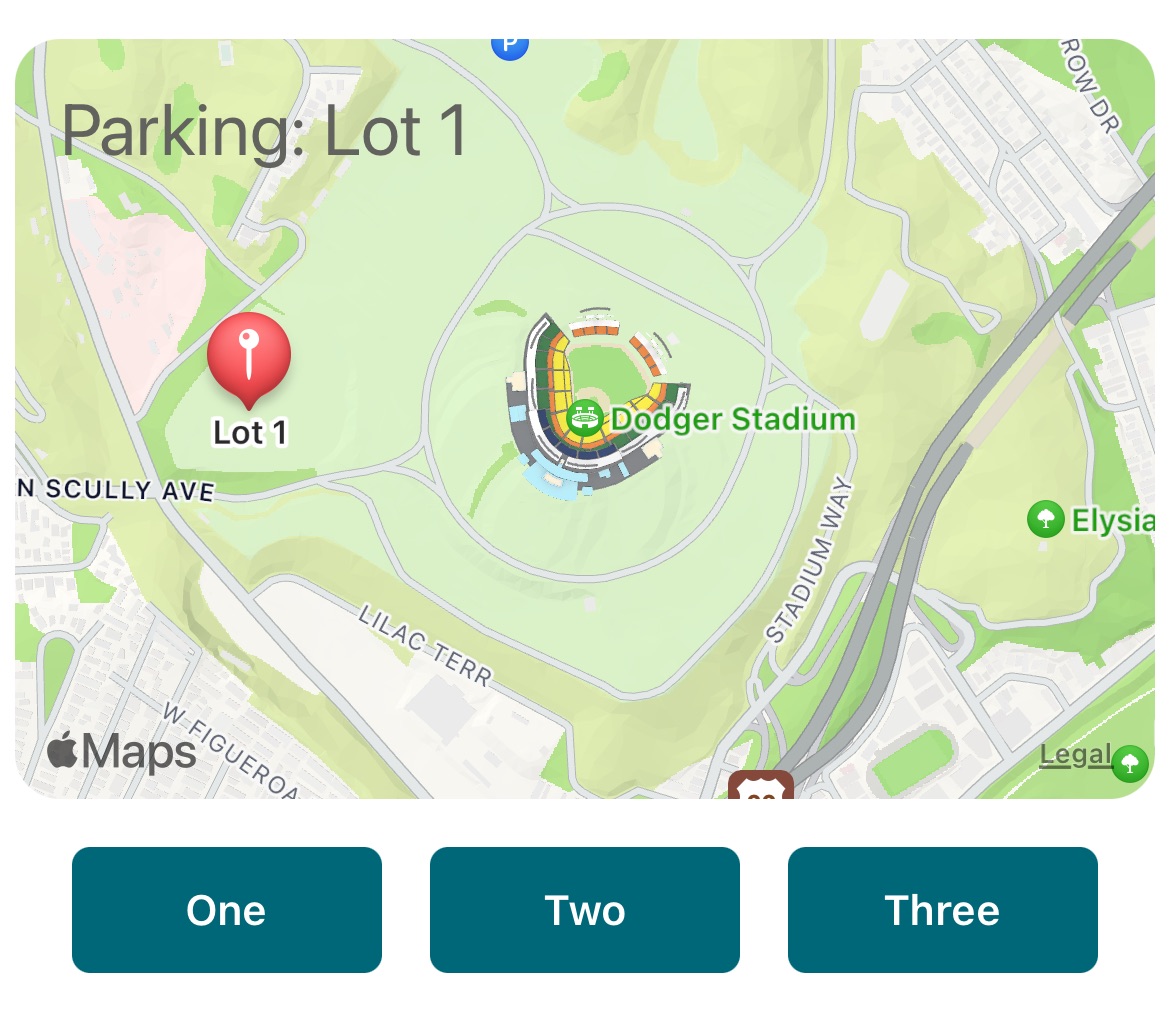 P
ROW DR
Parking: Lot 1
Lot 1
Dodger Stadium
N SCULLY AVE
STADIUM WAY
Elysia
LILAC TERR
W FIGUEROA
Maps
Legal
One
Two
Three